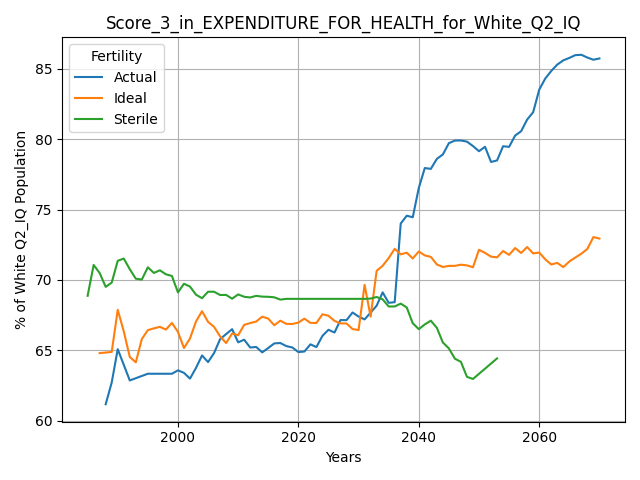 Score_3_in_EXPENDITURE_FOR_HEALTH_for_White_Q2_IQ
Fertility
Actual
Ideal
Sterile
% of White Q2_IQ Population
85
80
75
70
65
60
2000
2020
2040
2060
Years